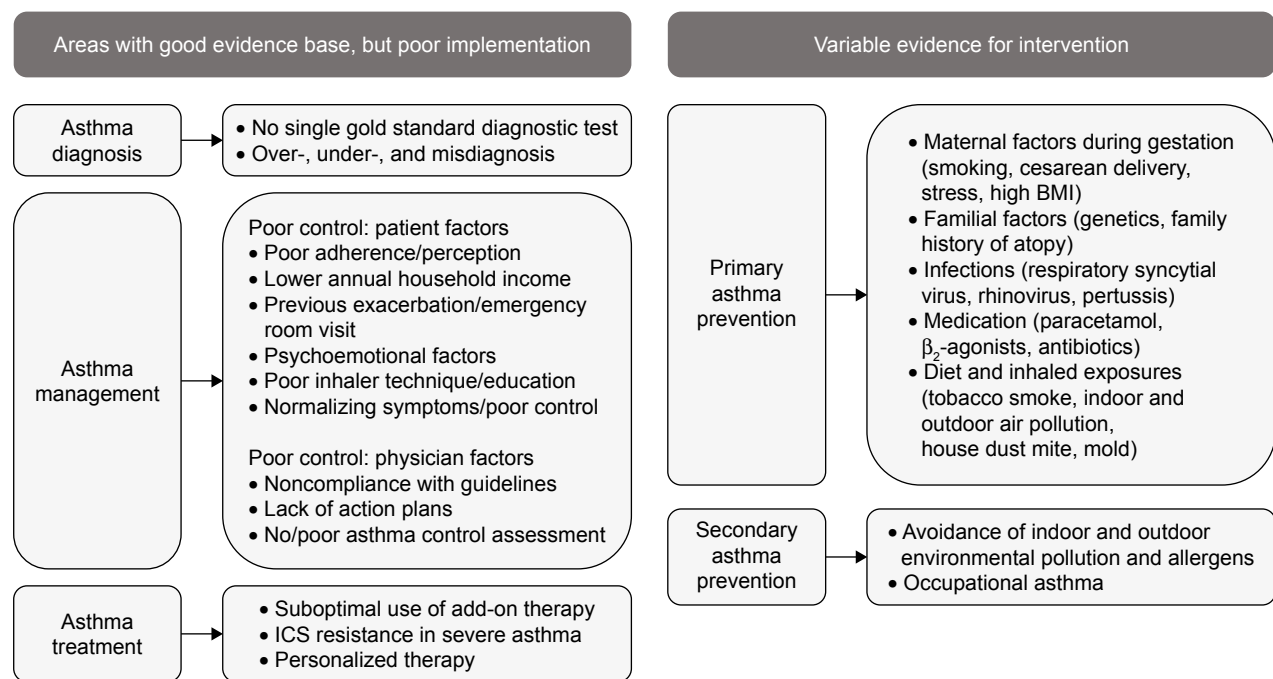 Areas with good evidence base, but poor implementation
Asthma
diagnosis
• No single gold standard diagnostic test
• Over-, under-, and misdiagnosis
Asthma
management
Poor control: patient factors
• Poor adherence/perception
• Lower annual household income
• Previous exacerbation/emergency
room visit
• Psychoemotional factors
• Poor inhaler technique/education
• Normalizing symptoms/poor control
Poor control: physician factors
• Noncompliance with guidelines
• Lack of action plans
• No/poor asthma control assessment
Asthma
treatment
• Suboptimal use of add-on therapy
• ICS resistance in severe asthma
• Personalized therapy
Variable evidence for intervention
Primary
asthma
prevention
• Maternal factors during gestation
(smoking, cesarean delivery,
stress, high BMI)
• Familial factors (genetics, family
history of atopy)
• Infections (respiratory syncytial
virus, rhinovirus, pertussis)
• Medication (paracetamol,
β₂-agonists, antibiotics)
• Diet and inhaled exposures
(tobacco smoke, indoor and
outdoor air pollution,
house dust mite, mold)
Secondary
asthma
prevention
• Avoidance of indoor and outdoor
environmental pollution and allergens
• Occupational asthma